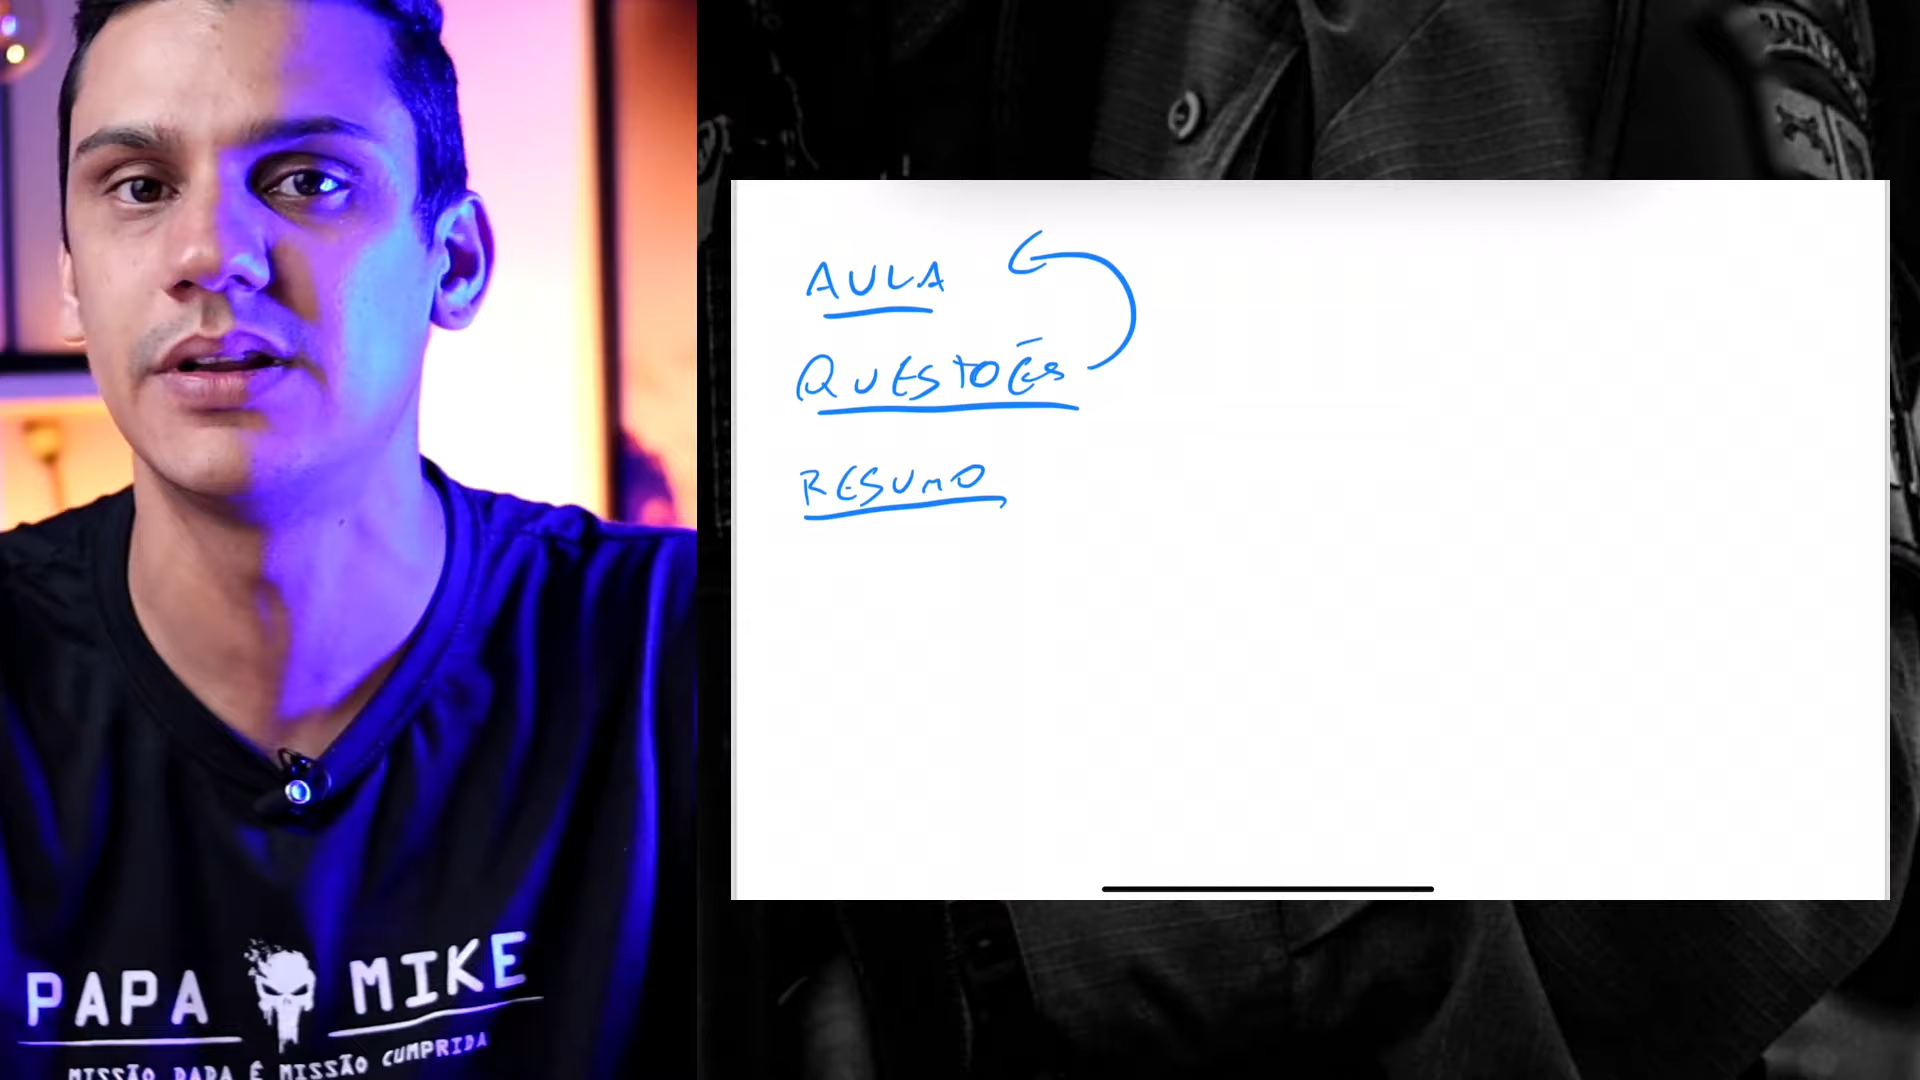 AULA
QUESTÕES
RESUMO
PAPA MIKE
MISSÃO DADA É MISSÃO CUMPRIDA